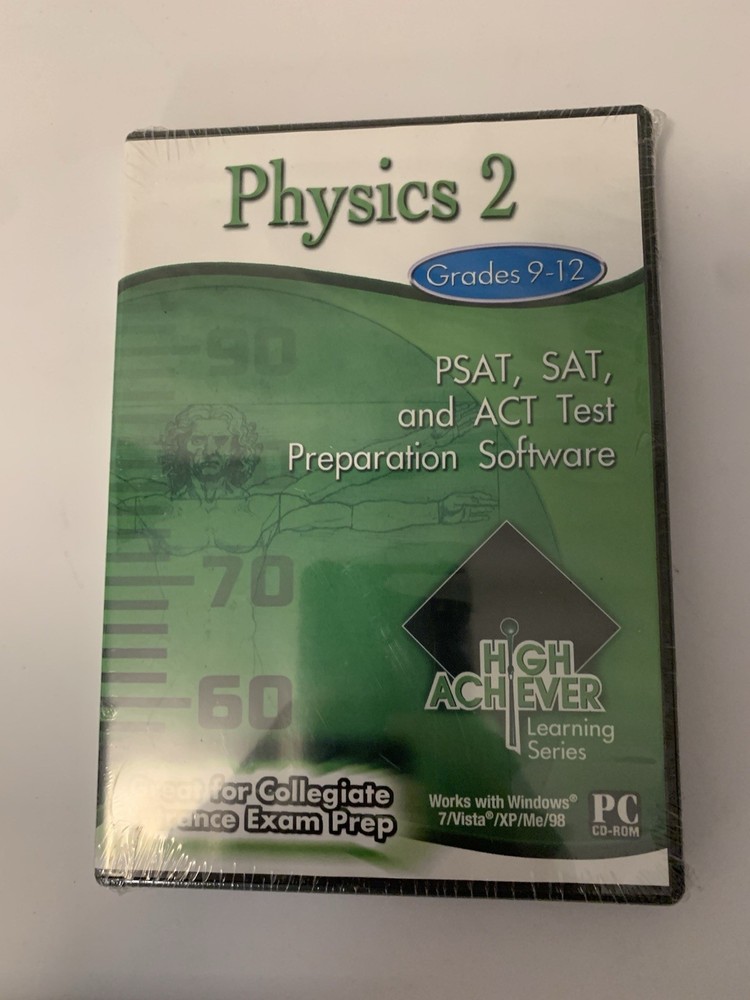 Physics 2
Grades 9-12
90
PSAT, SAT,
and ACT Test
Preparation Software
70
60
HIGH
ACHIEVER
Learning
Series
Great for Collegiate
Exam Prep
Works with Windows®
7/Vista®/XP/Me/98
PC
CD-ROM